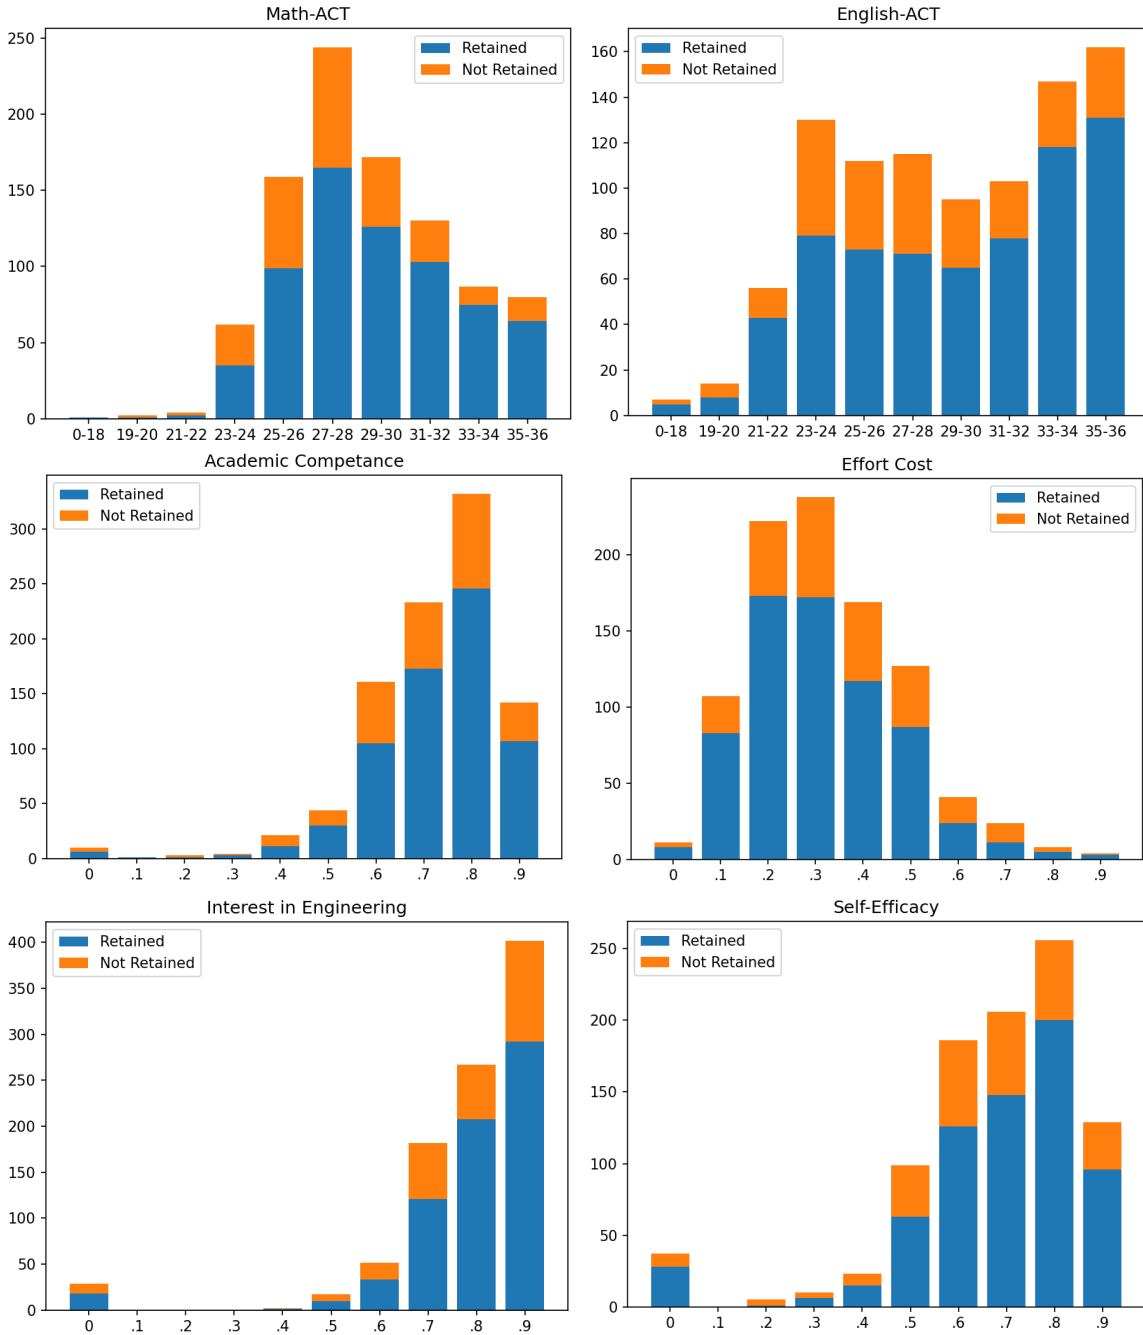 Math-ACT
250
200
150
100
50
0
Retained
Not Retained
0-18 19-20 21-22 23-24 25-26 27-28 29-30 31-32 33-34 35-36
English-ACT
160
140
120
100
80
60
40
20
0
Retained
Not Retained
0-18 19-20 21-22 23-24 25-26 27-28 29-30 31-32 33-34 35-36
Academic Competance
300
250
200
150
100
50
0
Retained
Not Retained
0 .1 .2 .3 .4 .5 .6 .7 .8 .9
Effort Cost
200
150
100
50
0
Retained
Not Retained
0 .1 .2 .3 .4 .5 .6 .7 .8 .9
Interest in Engineering
400
350
300
250
200
150
100
50
0
Retained
Not Retained
0 .1 .2 .3 .4 .5 .6 .7 .8 .9
Self-Efficacy
250
200
150
100
50
0
Retained
Not Retained
0 .1 .2 .3 .4 .5 .6 .7 .8 .9